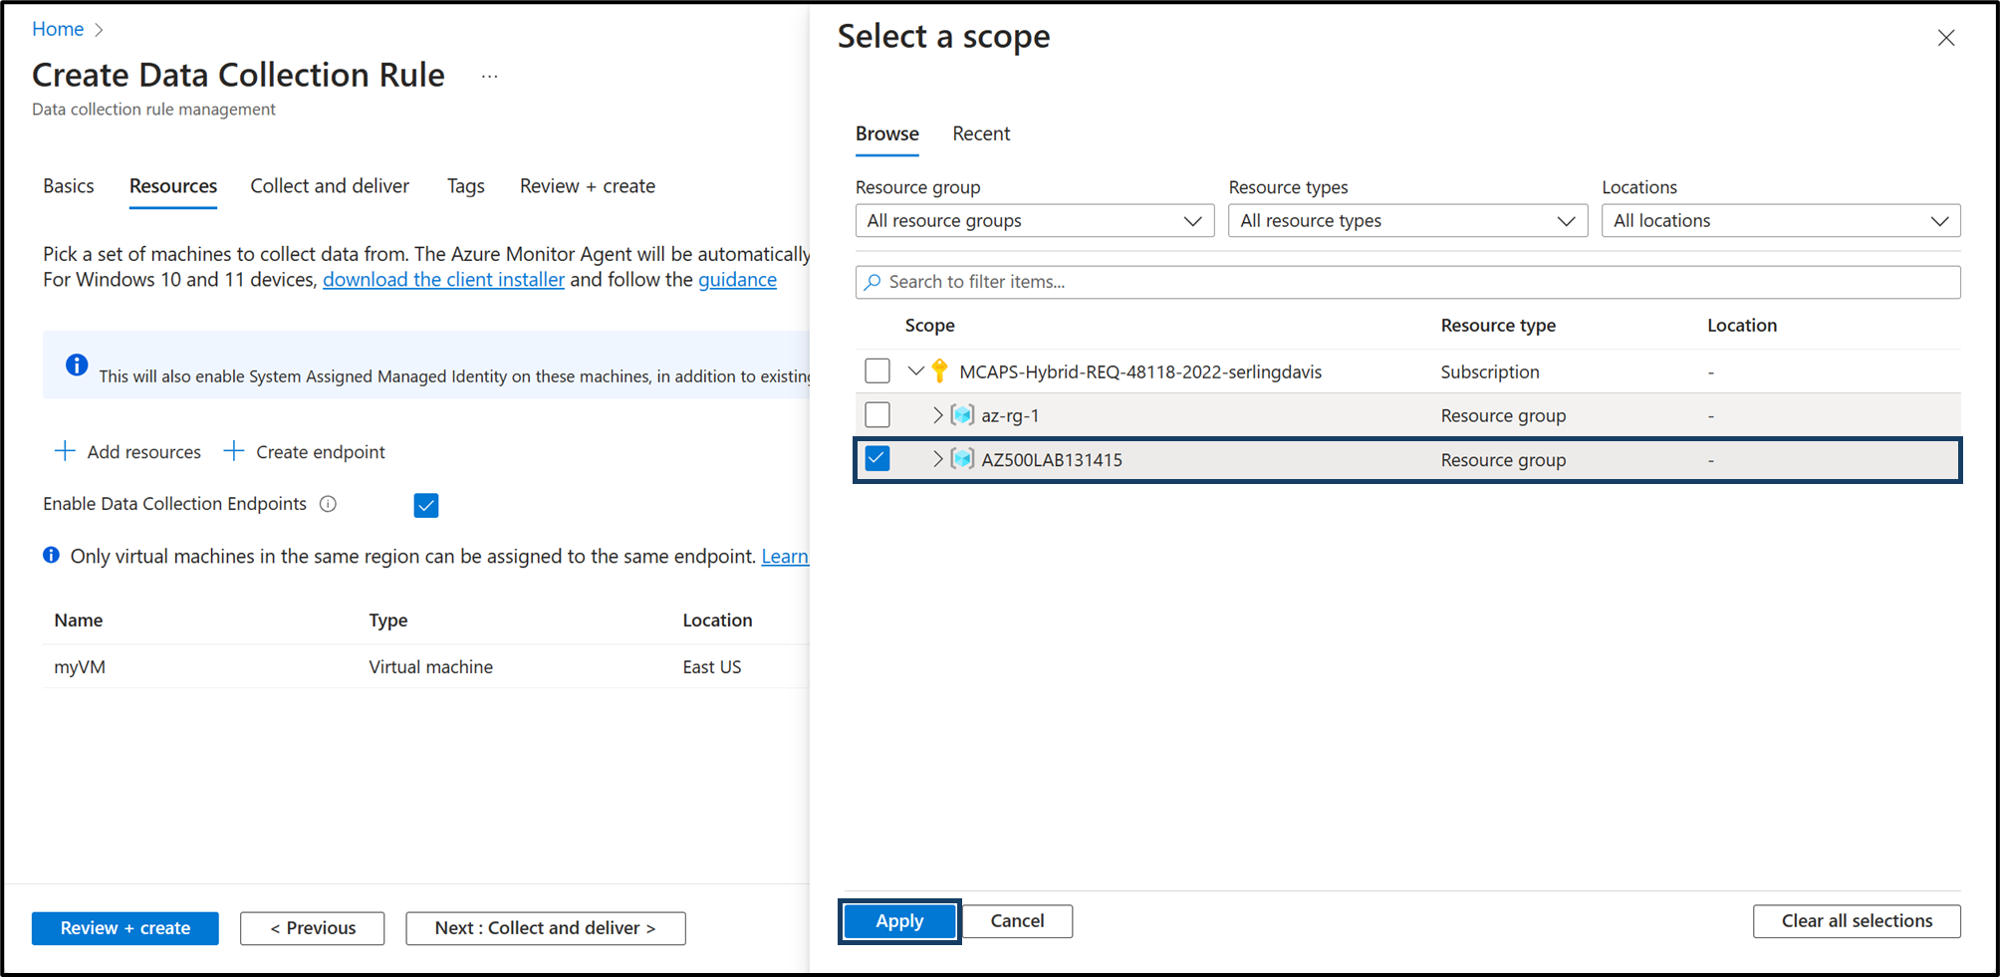 Home
Create Data Collection Rule ...
Data collection rule management
Basics Resources Collect and deliver Tags Review + create
Pick a set of machines to collect data from. The Azure Monitor Agent will be automatically
For Windows 10 and 11 devices, download the client installer and follow the guidance
This will also enable System Assigned Managed Identity on these machines, in addition to existing
+ Add resources + Create endpoint
Enable Data Collection Endpoints
Only virtual machines in the same region can be assigned to the same endpoint. Learn
Name Type Location
myVM Virtual machine East US
Review + create < Previous Next : Collect and deliver >
Select a scope
Browse Recent
Resource group Resource types Locations
All resource groups All resource types All locations
Search to filter items...
Scope Resource type Location
MCAPS-Hybrid-REQ-48118-2022-serlingdavis Subscription -
az-rg-1 Resource group -
AZ500LAB131415 Resource group -
Apply Cancel Clear all selections